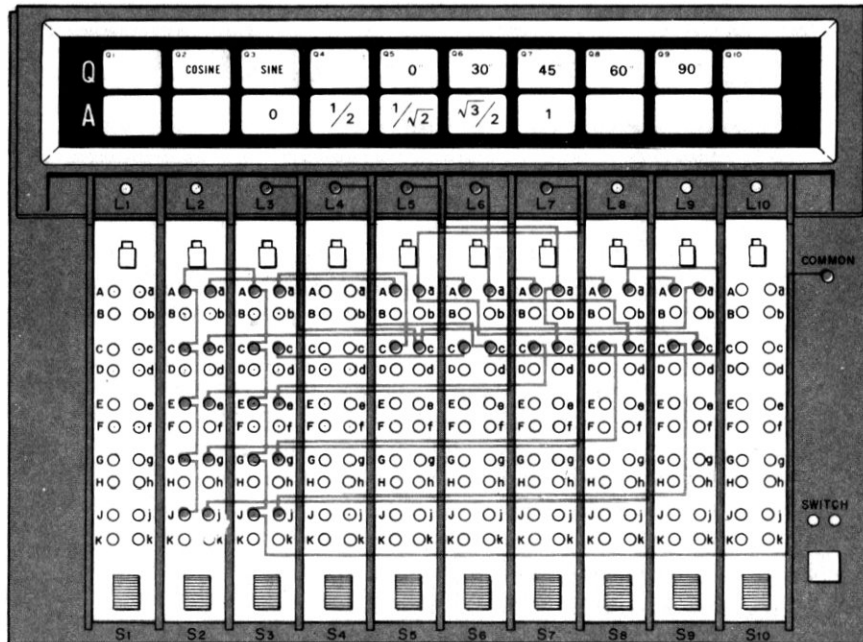 Q1 Q2 Q3 Q4 Q5 Q6 Q7 Q8 Q9 Q10
Q COSINE SINE 0° 30° 45° 60° 90°
A 0 1/2 1/√2 √3/2 1
L1 L2 L3 L4 L5 L6 L7 L8 L9 L10
COMMON
A a A a A a A a A a A a A a A a A a A a
B b B b B b B b B b B b B b B b B b B b
C c C c C c C c C c C c C c C c C c C c
D d D d D d D d D d D d D d D d D d D d
E e E e E e E e E e E e E e E e E e E e
F f F f F f F f F f F f F f F f F f F f
G g G g G g G g G g G g G g G g G g G g
H h H h H h H h H h H h H h H h H h H h
SWITCH
J j J j J j J j J j J j J j J j J j J j
K k K k K k K k K k K k K k K k K k K k
S1 S2 S3 S4 S5 S6 S7 S8 S9 S10